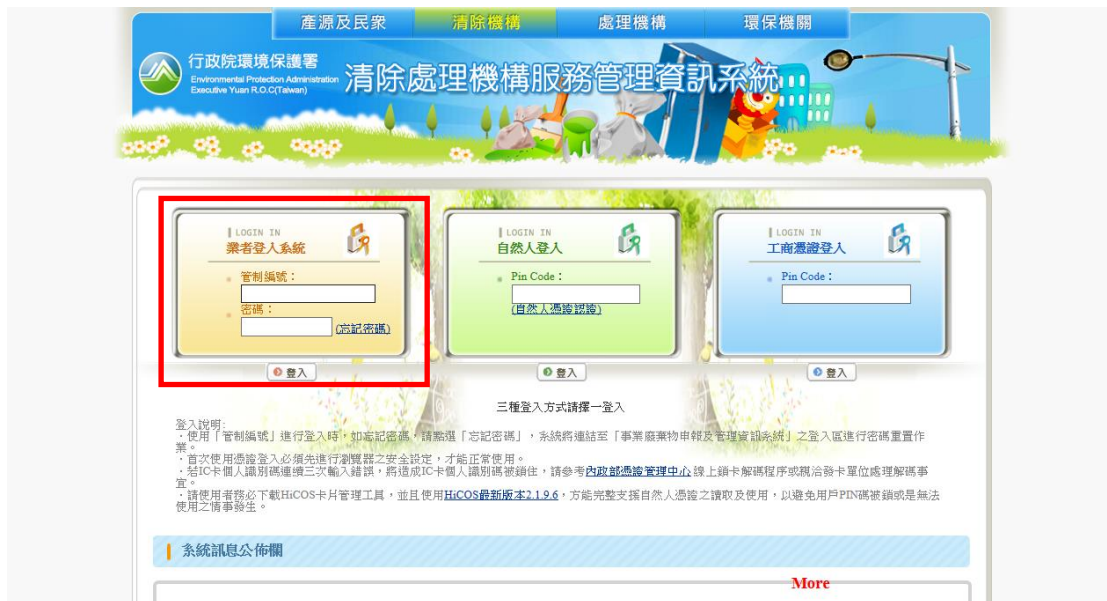 產源及民眾 清除機構 處理機構 環保機關
行政院環境保護署
Environmental Protection Administration
Executive Yuan R.O.C(Taiwan)
清除處理機構服務管理資訊系統
LOGIN IN
業者登入系統
管制編號：
密碼：
(忘記密碼)
登入
LOGIN IN
自然人登入
Pin Code：
(自然人憑證認證)
登入
LOGIN IN
工商憑證登入
Pin Code：
登入
三種登入方式請擇一登入
登入說明:
‧使用「管制編號」進行登入時，如忘記密碼，請點選「忘記密碼」，系統將連結至「事業廢棄物申報及管理資訊系統」之登入區進行密碼重置作
業。
‧首次使用憑證登入必須先進行瀏覽器之安全設定，才能正常使用。
‧若IC卡個人識別碼連續三次輸入錯誤，將造成IC卡個人識別碼被鎖住，請參考內政部憑證管理中心 線上鎖卡解碼程序或親洽發卡單位處理解碼事
宜。
‧請使用者務必下載HiCOS卡片管理工具，並且使用HiCOS最新版本2.1.9.6，方能完整支援自然人憑證之讀取及使用，以避免用戶PIN碼被鎖或是無法
使用之情事發生。
系統訊息公佈欄
More